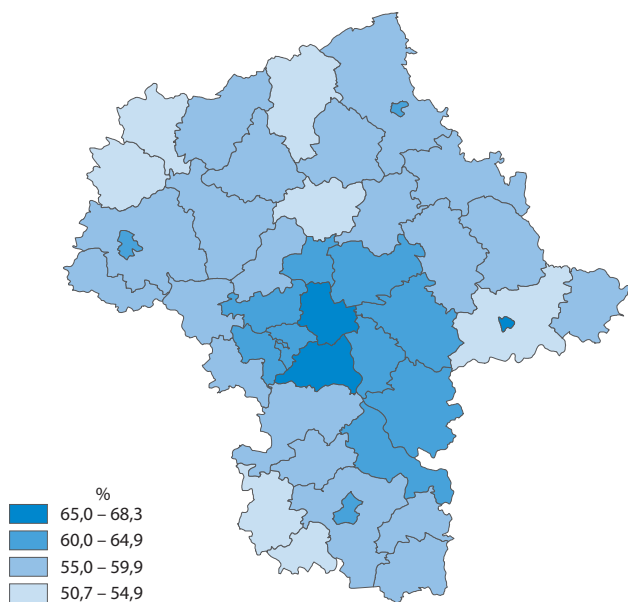 %
65,0 – 68,3
60,0 – 64,9
55,0 – 59,9
50,7 – 54,9